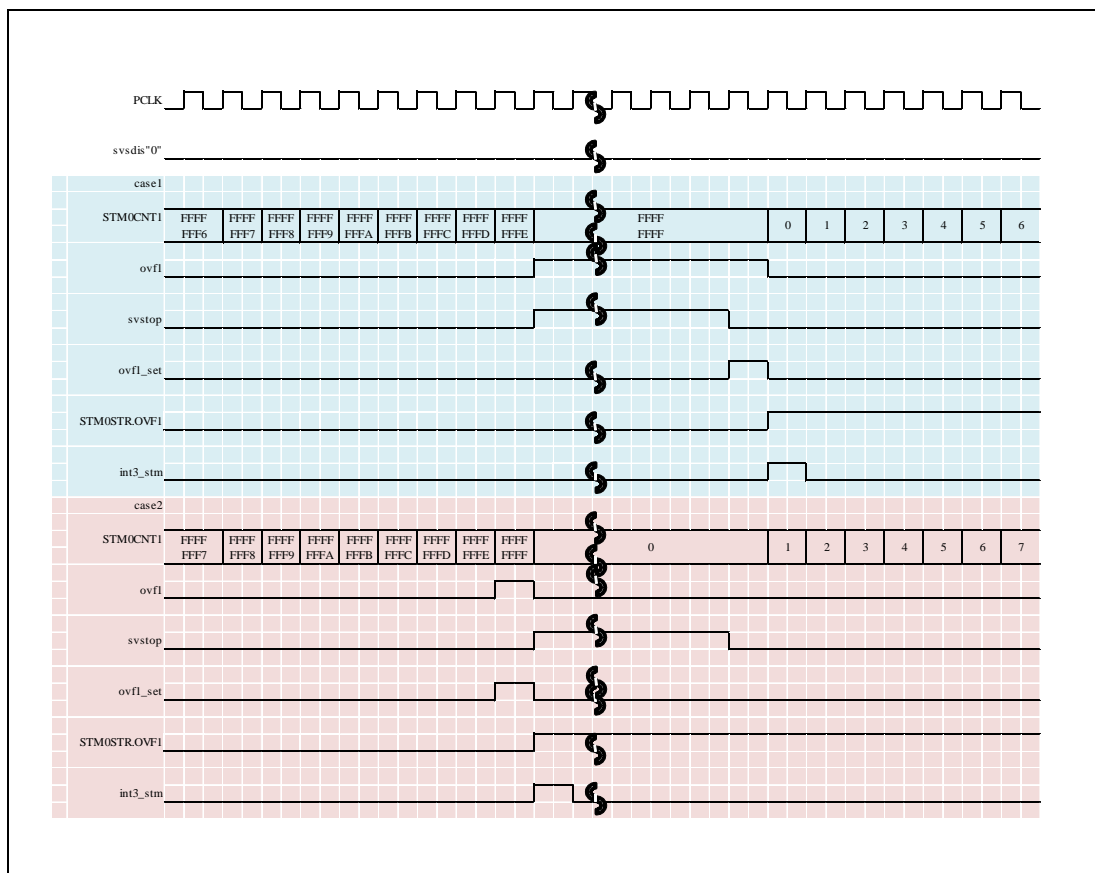 PCLK
svsdis"0"
case1
STM0CNT1 FFFF FFF6 FFFF FFF7 FFFF FFF8 FFFF FFF9 FFFF FFFA FFFF FFFB FFFF FFFC FFFF FFFD FFFF FFFE FFFF FFFF 0 1 2 3 4 5 6
ovf1
svstop
ovf1_set
STM0STR.OVF1
int3_stm
case2
STM0CNT1 FFFF FFF7 FFFF FFF8 FFFF FFF9 FFFF FFFA FFFF FFFB FFFF FFFC FFFF FFFD FFFF FFFE FFFF FFFF 0 1 2 3 4 5 6 7
ovf1
svstop
ovf1_set
STM0STR.OVF1
int3_stm